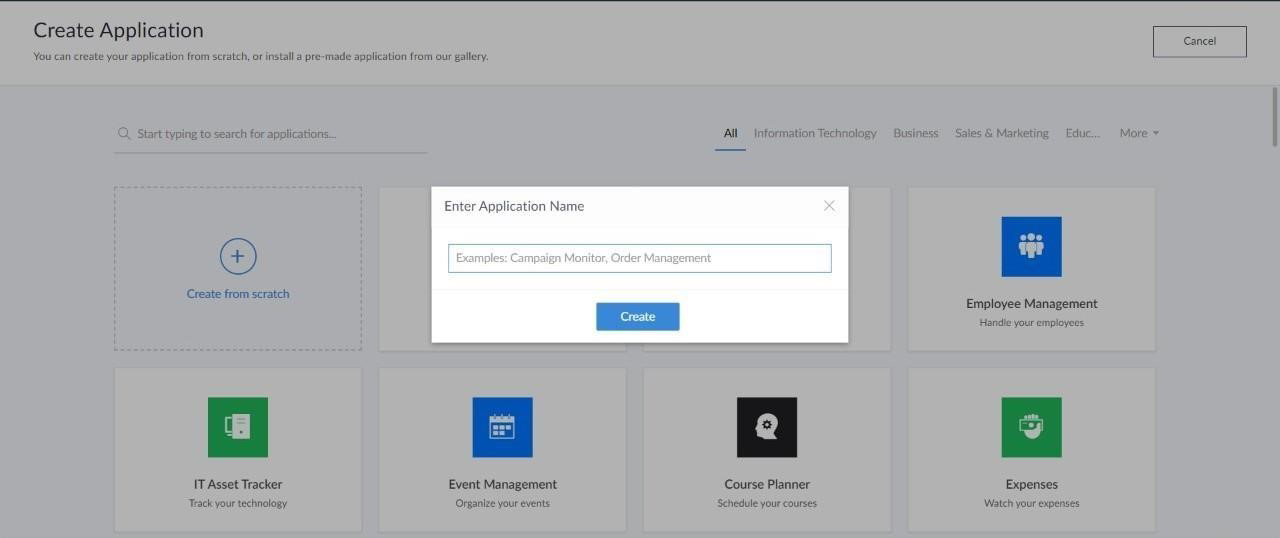 Create Application
You can create your application from scratch, or install a pre-made application from our gallery.
Cancel
Start typing to search for applications...
All
Information Technology
Business
Sales & Marketing
Educ...
More
Enter Application Name
Examples: Campaign Monitor, Order Management
Create
Create from scratch
Employee Management
Handle your employees
IT Asset Tracker
Track your technology
Event Management
Organize your events
Course Planner
Schedule your courses
Expenses
Watch your expenses